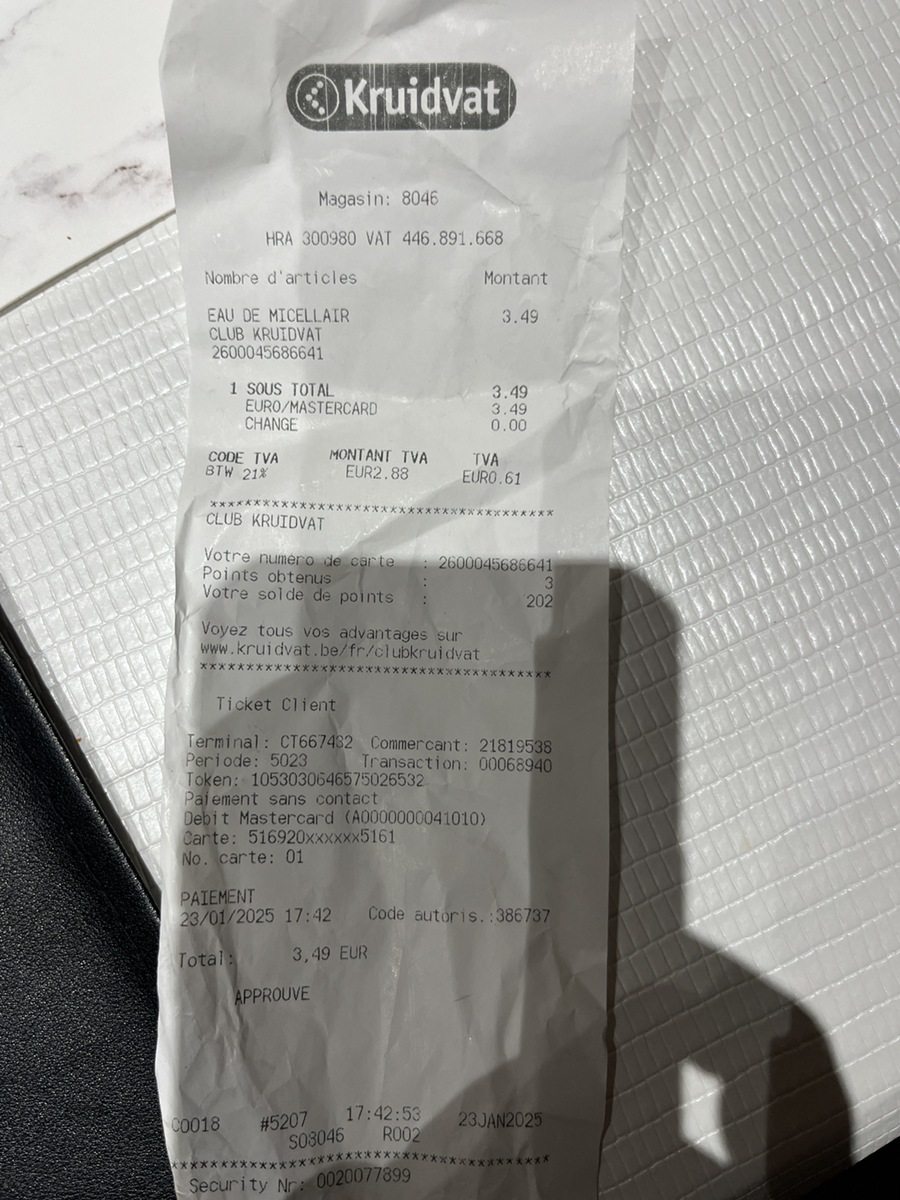 Kruidvat
Magasin: 8046
HRA 300980 VAT 446.891.668
Nombre d'articles Montant
EAU DE MICELLAIR 3.49
CLUB KRUIDVAT
2600045686641
1 SOUS TOTAL 3.49
EURO/MASTERCARD 3.49
CHANGE 0.00
CODE TVA MONTANT TVA TVA
BTW 21% EUR2.88 EUR0.61
**************************************
CLUB KRUIDVAT
Votre numéro de carte : 2600045686641
Points obtenus : 3
Votre solde de points : 202
Voyez tous vos advantages sur
www.kruidvat.be/fr/clubkruidvat
**************************************
Ticket Client
Terminal: CT667432 Commercant: 21819538
Periode: 5023 Transaction: 00068940
Token: 1053030646575026532
Paiement sans contact
Debit Mastercard (A0000000041010)
Carte: 516920xxxxxx5161
No. carte: 01
PAIEMENT
23/01/2025 17:42 Code autoris.:386737
Total: 3,49 EUR
APPROUVE
C0018 #5207 17:42:53 23JAN2025
S08046 R002
**************************************
Security Nr: 0020077899